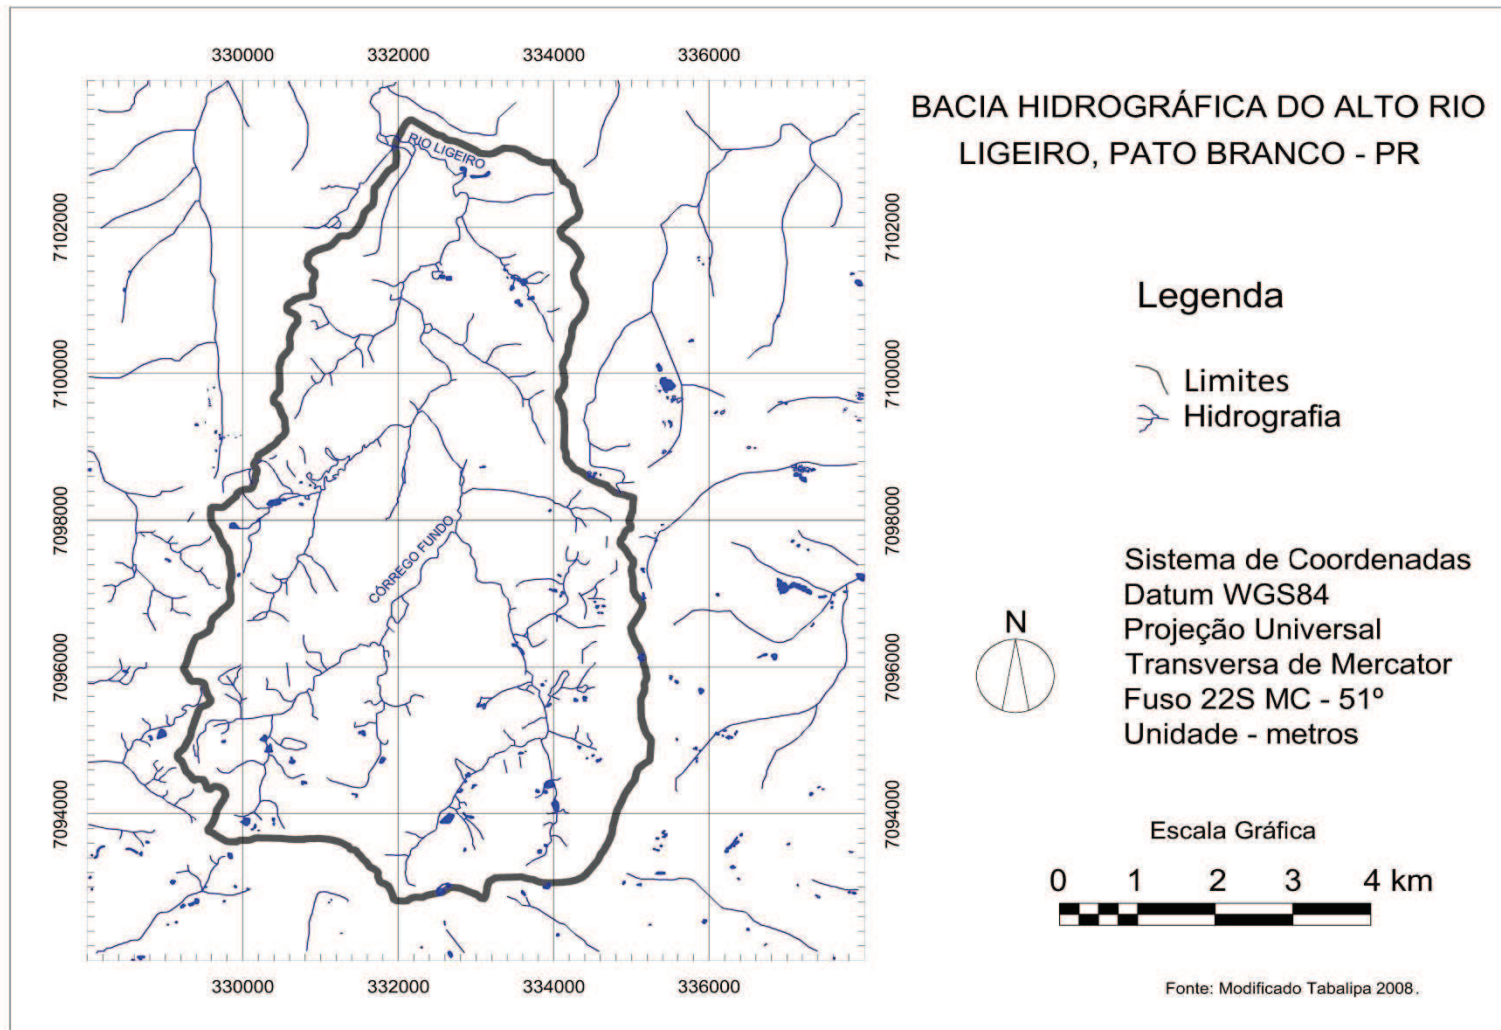 330000 332000 334000 336000
BACIA HIDROGRÁFICA DO ALTO RIO
LIGEIRO, PATO BRANCO - PR
RIO LIGEIRO
CÓRREGO FUNDO
7102000 7102000
7100000 7100000
7098000 7098000
7096000 7096000
7094000 7094000
330000 332000 334000 336000
Legenda
Limites
Hidrografia
Sistema de Coordenadas
Datum WGS84
Projeção Universal
Transversa de Mercator
Fuso 22S MC - 51º
Unidade - metros
N
Escala Gráfica
0 1 2 3 4 km
Fonte: Modificado Tabalipa 2008.